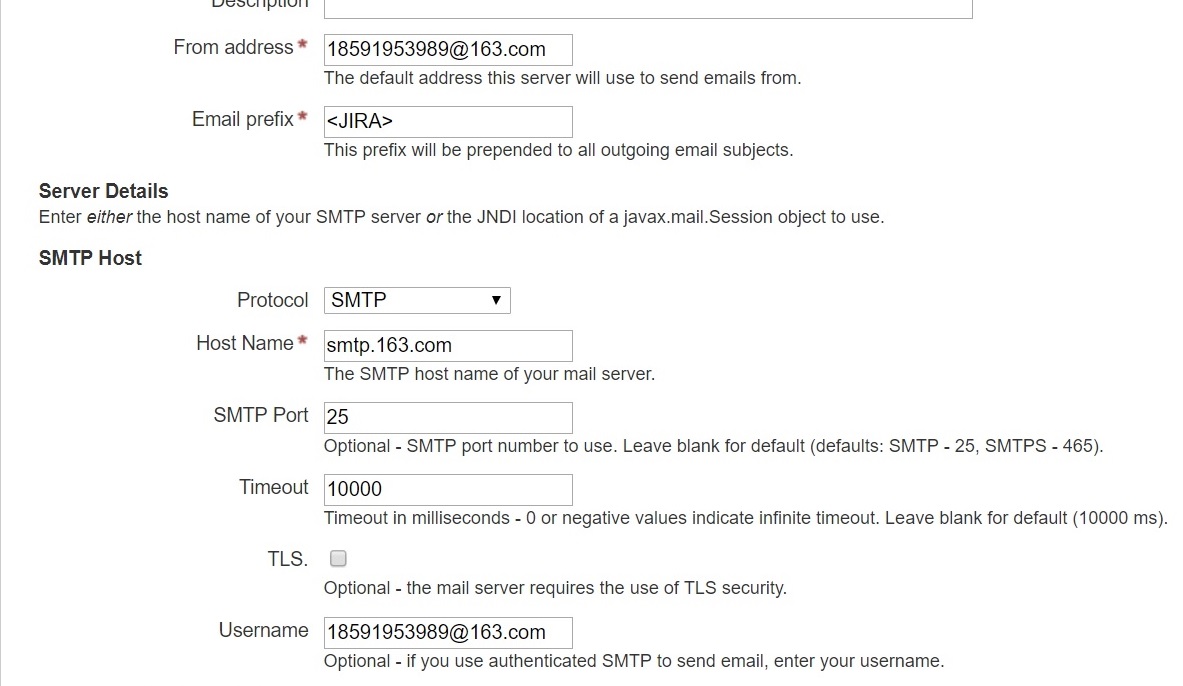 Description
From address *
18591953989@163.com
The default address this server will use to send emails from.
Email prefix *
<JIRA>
This prefix will be prepended to all outgoing email subjects.
Server Details
Enter either the host name of your SMTP server or the JNDI location of a javax.mail.Session object to use.
SMTP Host
Protocol
SMTP
Host Name *
smtp.163.com
The SMTP host name of your mail server.
SMTP Port
25
Optional - SMTP port number to use. Leave blank for default (defaults: SMTP - 25, SMTPS - 465).
Timeout
10000
Timeout in milliseconds - 0 or negative values indicate infinite timeout. Leave blank for default (10000 ms).
TLS.
Optional - the mail server requires the use of TLS security.
Username
18591953989@163.com
Optional - if you use authenticated SMTP to send email, enter your username.